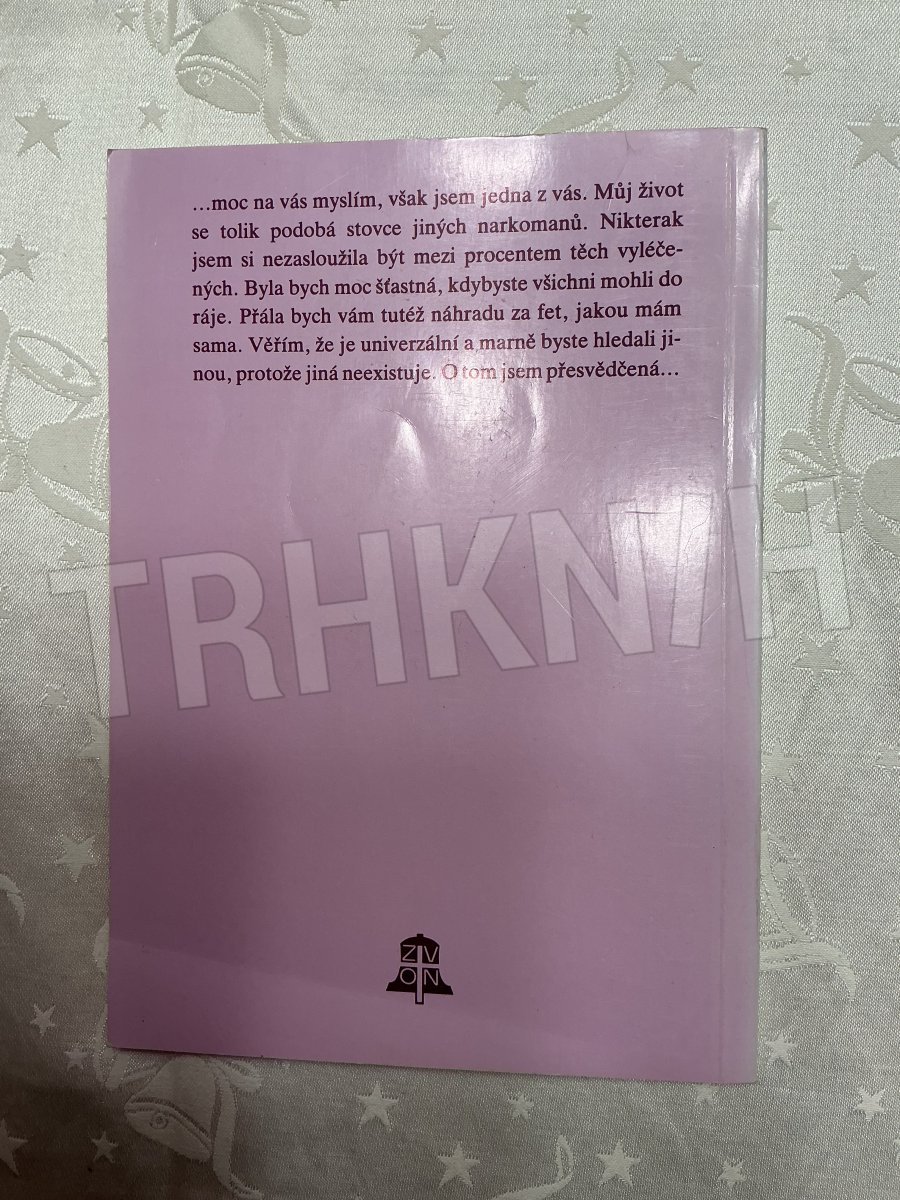 ...moc na vás myslím, však jsem jedna z vás. Můj život
se tolik podobá stovce jiných narkomanů. Nikterak
jsem si nezasloužila být mezi procentem těch vyléče-
ných. Byla bych moc šťastná, kdybyste všichni mohli do
ráje. Přála bych vám tutéž náhradu za fet, jakou mám
sama. Věřím, že je univerzální a marně byste hledali ji-
nou, protože jiná neexistuje. O tom jsem přesvědčená...
TRHKNIH
ZV
ON